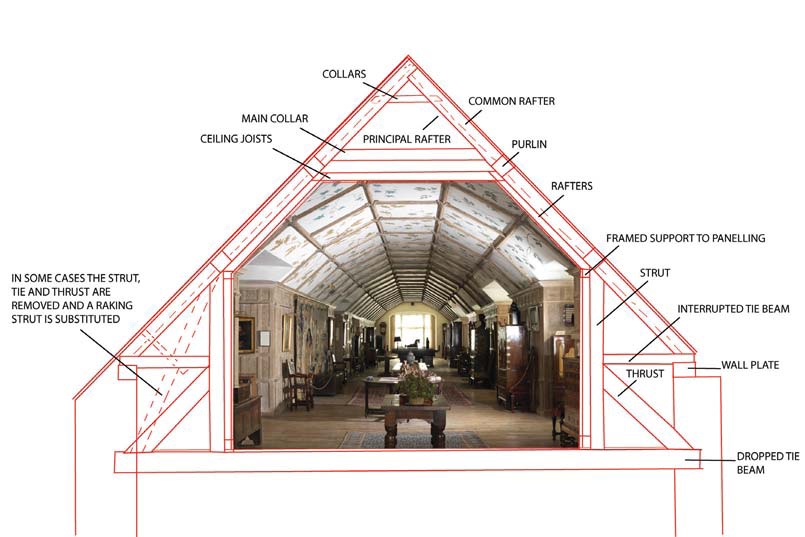 COLLARS
COMMON RAFTER
MAIN COLLAR
PRINCIPAL RAFTER
CEILING JOISTS
PURLIN
RAFTERS
FRAMED SUPPORT TO PANELLING
STRUT
IN SOME CASES THE STRUT,
TIE AND THRUST ARE
REMOVED AND A RAKING
STRUT IS SUBSTITUTED
INTERRUPTED TIE BEAM
WALL PLATE
THRUST
DROPPED TIE
BEAM